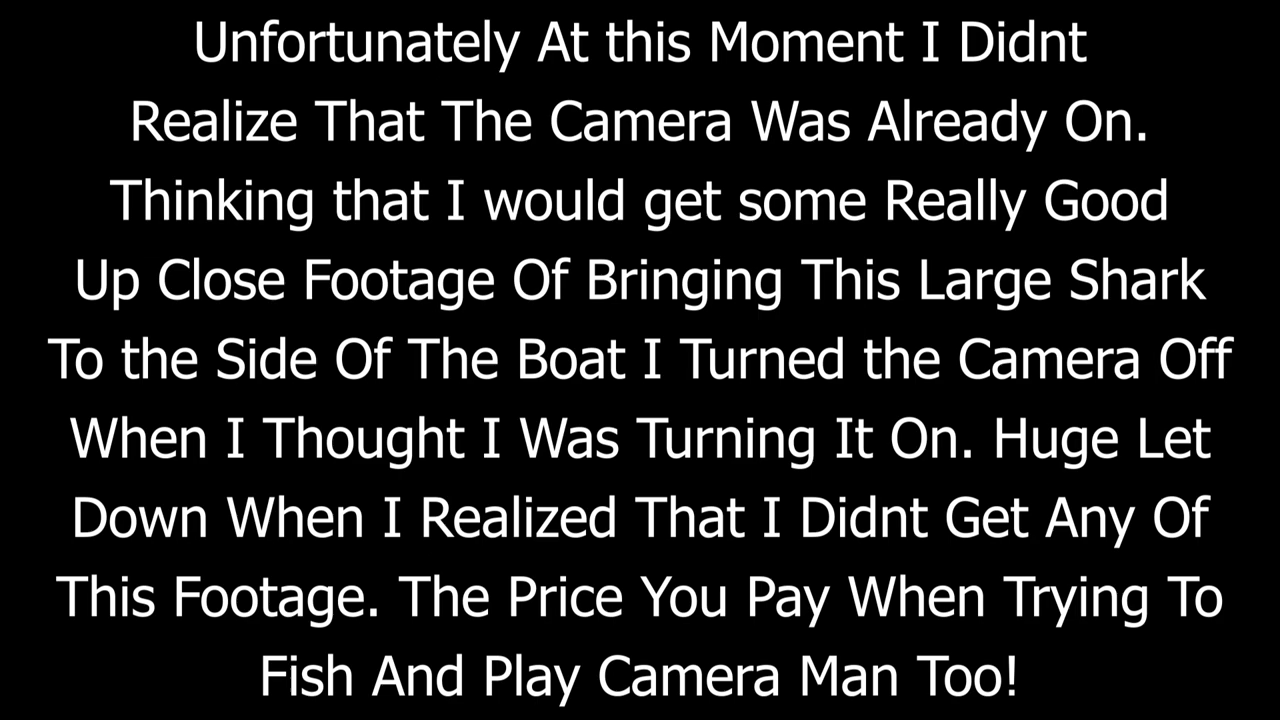 Unfortunately At this Moment I Didnt
Realize That The Camera Was Already On.
Thinking that I would get some Really Good
Up Close Footage Of Bringing This Large Shark
To the Side Of The Boat I Turned the Camera Off
When I Thought I Was Turning It On. Huge Let
Down When I Realized That I Didnt Get Any Of
This Footage. The Price You Pay When Trying To
Fish And Play Camera Man Too!